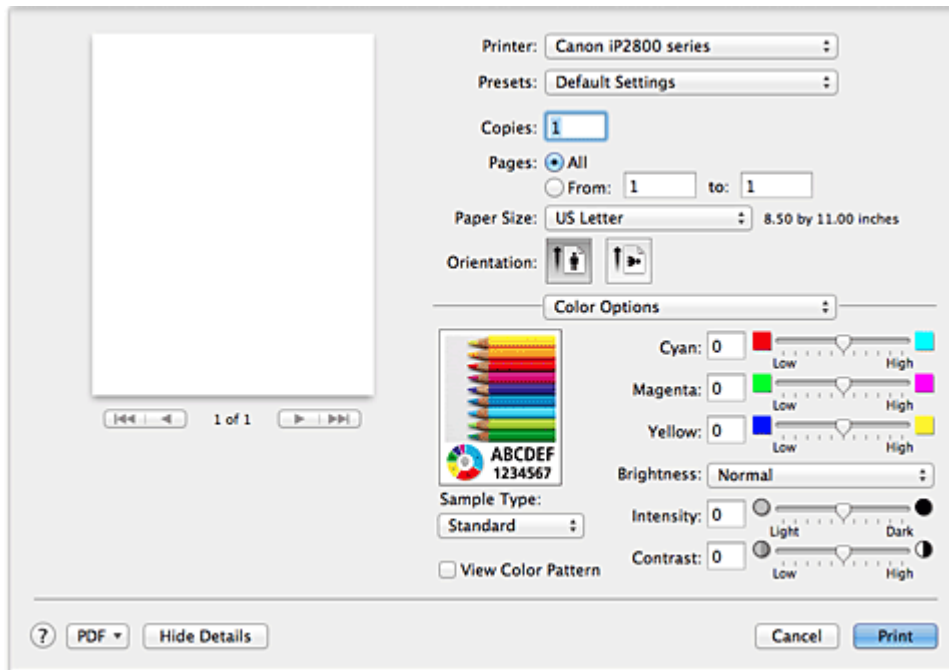 Printer: Canon iP2800 series
Presets: Default Settings
Copies: 1
Pages: All
From: 1 to: 1
Paper Size: US Letter 8.50 by 11.00 inches
Orientation:
Color Options
1 of 1
ABCDEF
1234567
Sample Type:
Standard
View Color Pattern
Cyan: 0
Low High
Magenta: 0
Low High
Yellow: 0
Low High
Brightness: Normal
Intensity: 0
Light Dark
Contrast: 0
Low High
? PDF Hide Details Cancel Print